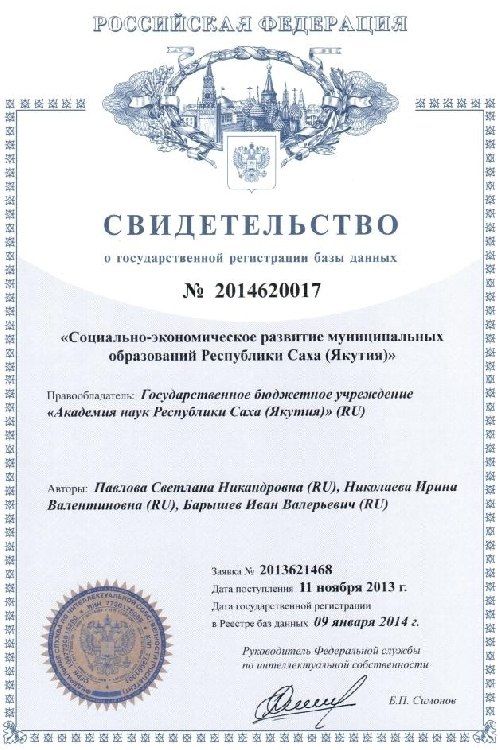 РОССИЙСКАЯ ФЕДЕРАЦИЯ
СВИДЕТЕЛЬСТВО
о государственной регистрации базы данных
№ 2014620017
«Социально-экономическое развитие муниципальных
образований Республики Саха (Якутия)»
Правообладатель: Государственное бюджетное учреждение
«Академия наук Республики Саха (Якутия)» (RU)
Авторы: Павлова Светлана Никандровна (RU), Николаева Ирина
Валентиновна (RU), Барышев Иван Валерьевич (RU)
Заявка № 2013621468
Дата поступления 11 ноября 2013 г.
Дата государственной регистрации
в Реестре баз данных 09 января 2014 г.
Руководитель Федеральной службы
по интеллектуальной собственности
Б.П. Симонов